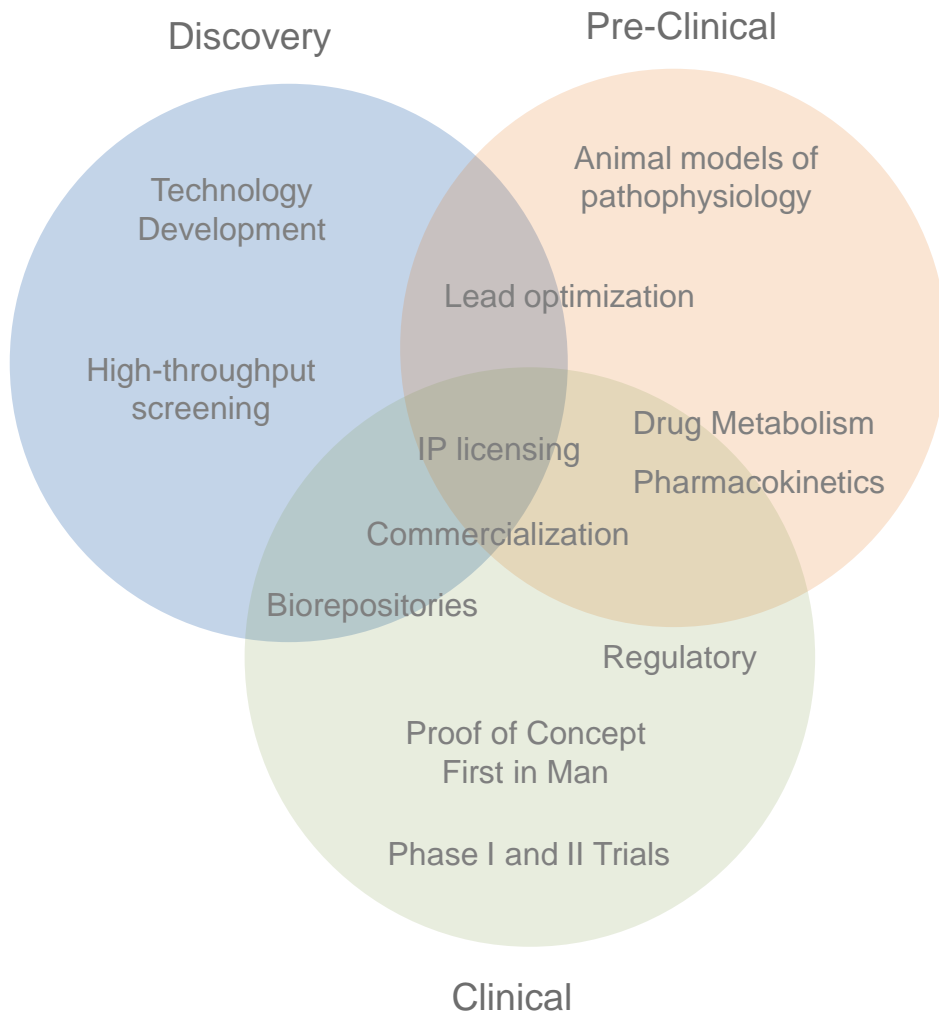 Discovery
Pre-Clinical
Technology
Development
Animal models of
pathophysiology
Lead optimization
High-throughput
screening
Drug Metabolism
IP licensing
Pharmacokinetics
Commercialization
Biorepositories
Regulatory
Proof of Concept
First in Man
Phase I and II Trials
Clinical